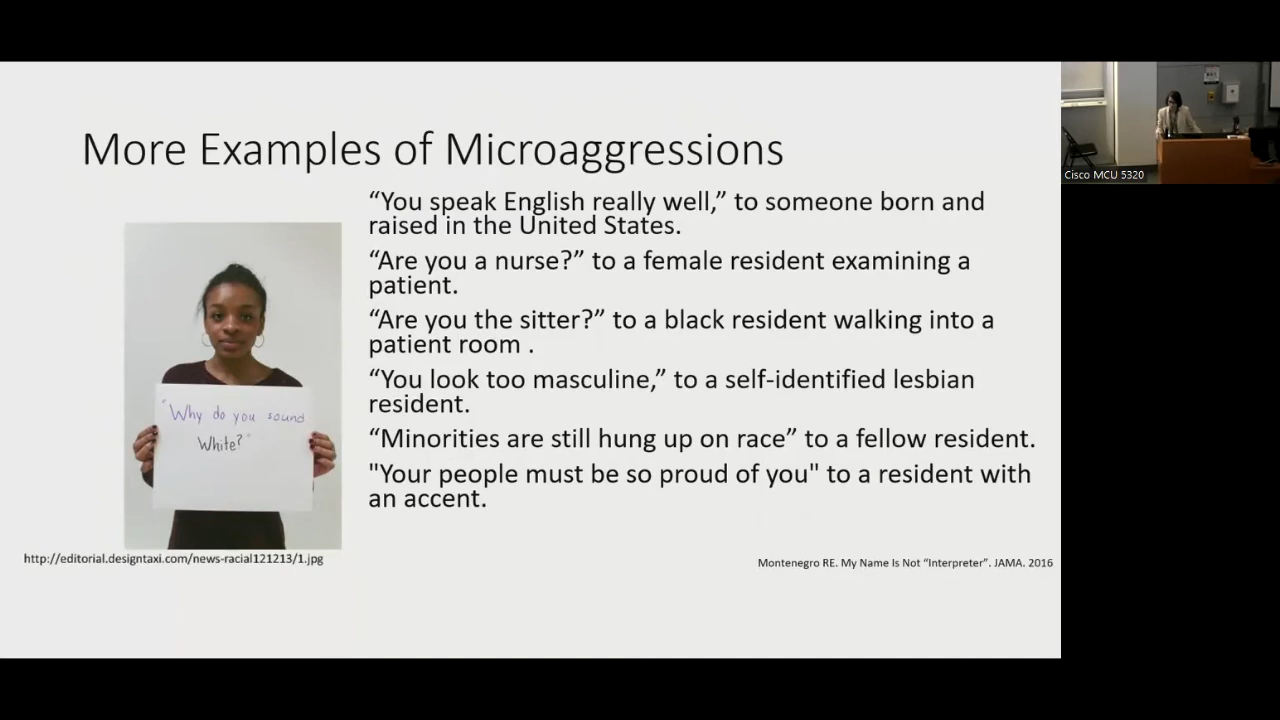 More Examples of Microaggressions
“You speak English really well,” to someone born and
raised in the United States.
“Are you a nurse?” to a female resident examining a
patient.
“Are you the sitter?” to a black resident walking into a
patient room .
“You look too masculine,” to a self-identified lesbian
resident.
“Minorities are still hung up on race” to a fellow resident.
"Your people must be so proud of you" to a resident with
an accent.
"Why do you sound
White?"
http://editorial.designtaxi.com/news-racial121213/1.jpg
Montenegro RE. My Name Is Not “Interpreter”. JAMA. 2016
Cisco MCU 5320